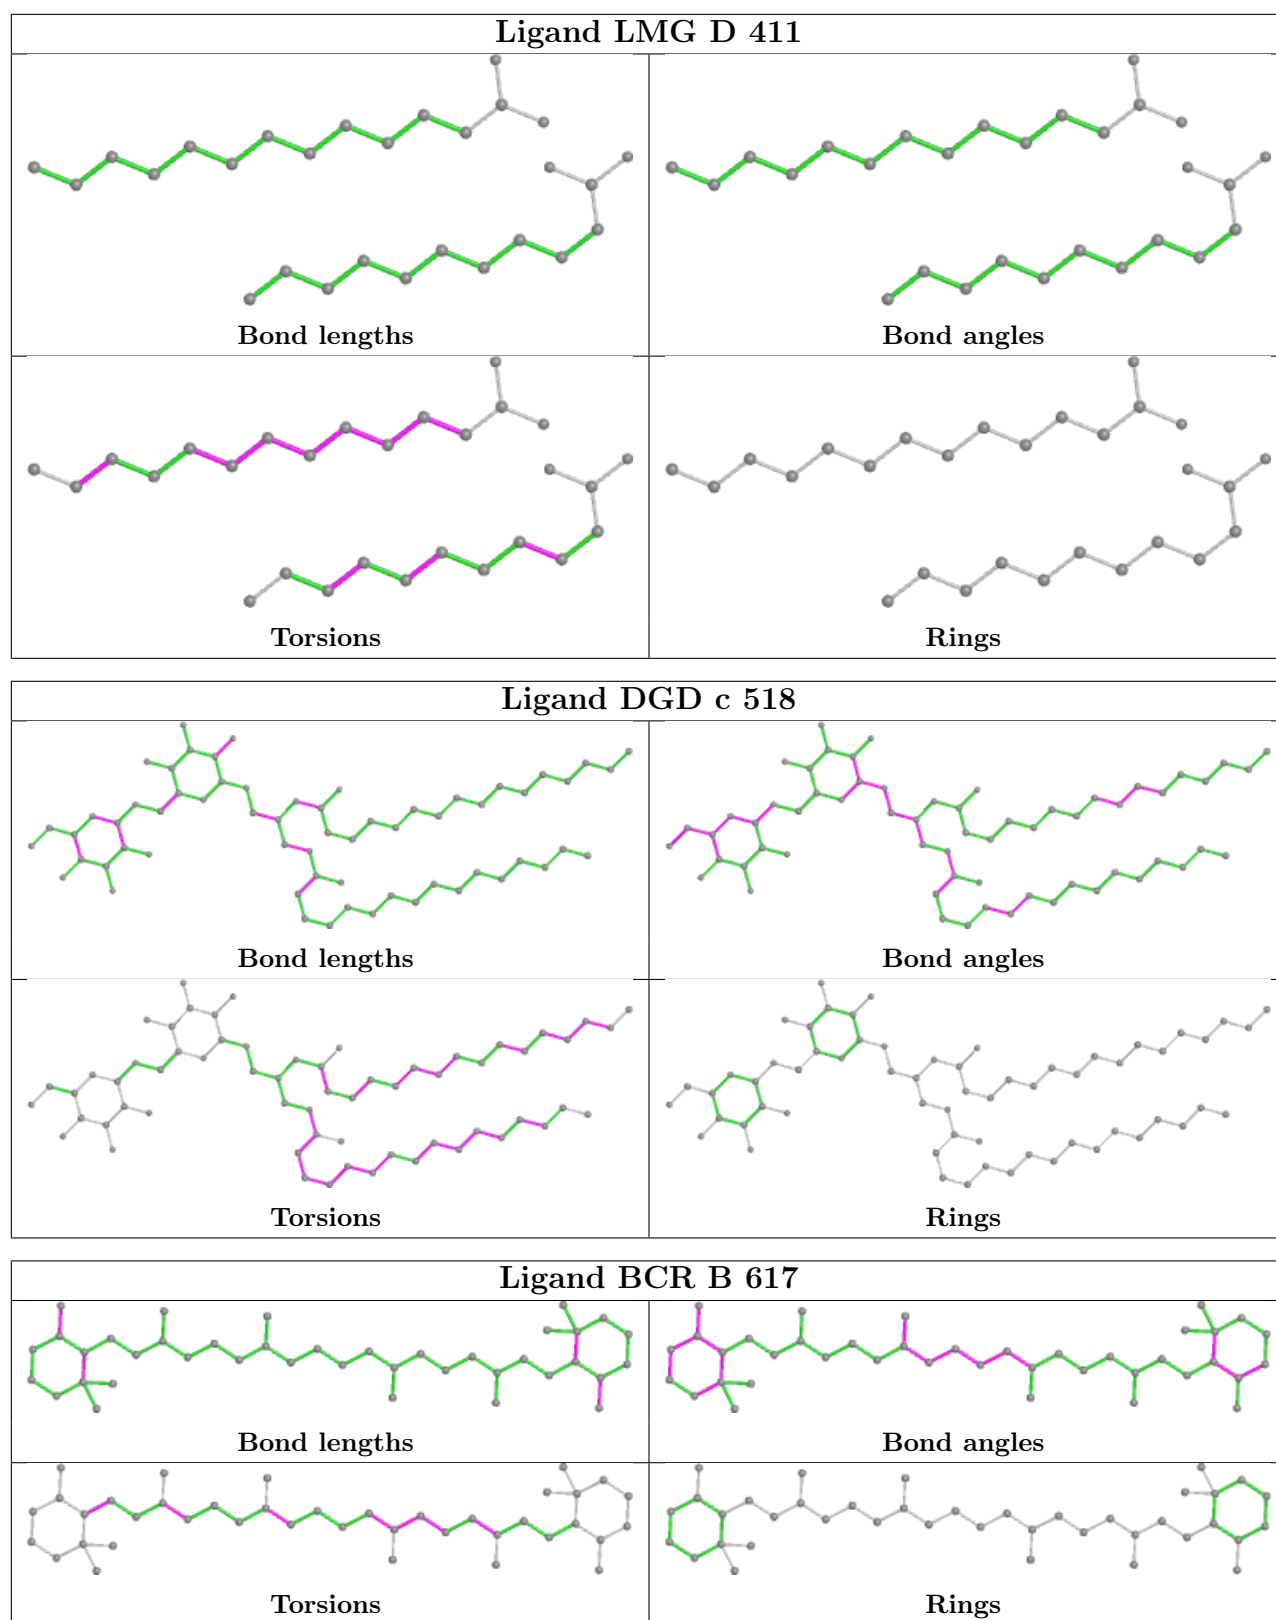 Ligand LMG D 411
Bond lengths
Bond angles
Torsions
Rings
Ligand DGD c 518
Bond lengths
Bond angles
Torsions
Rings
Ligand BCR B 617
Bond lengths
Bond angles
Torsions
Rings